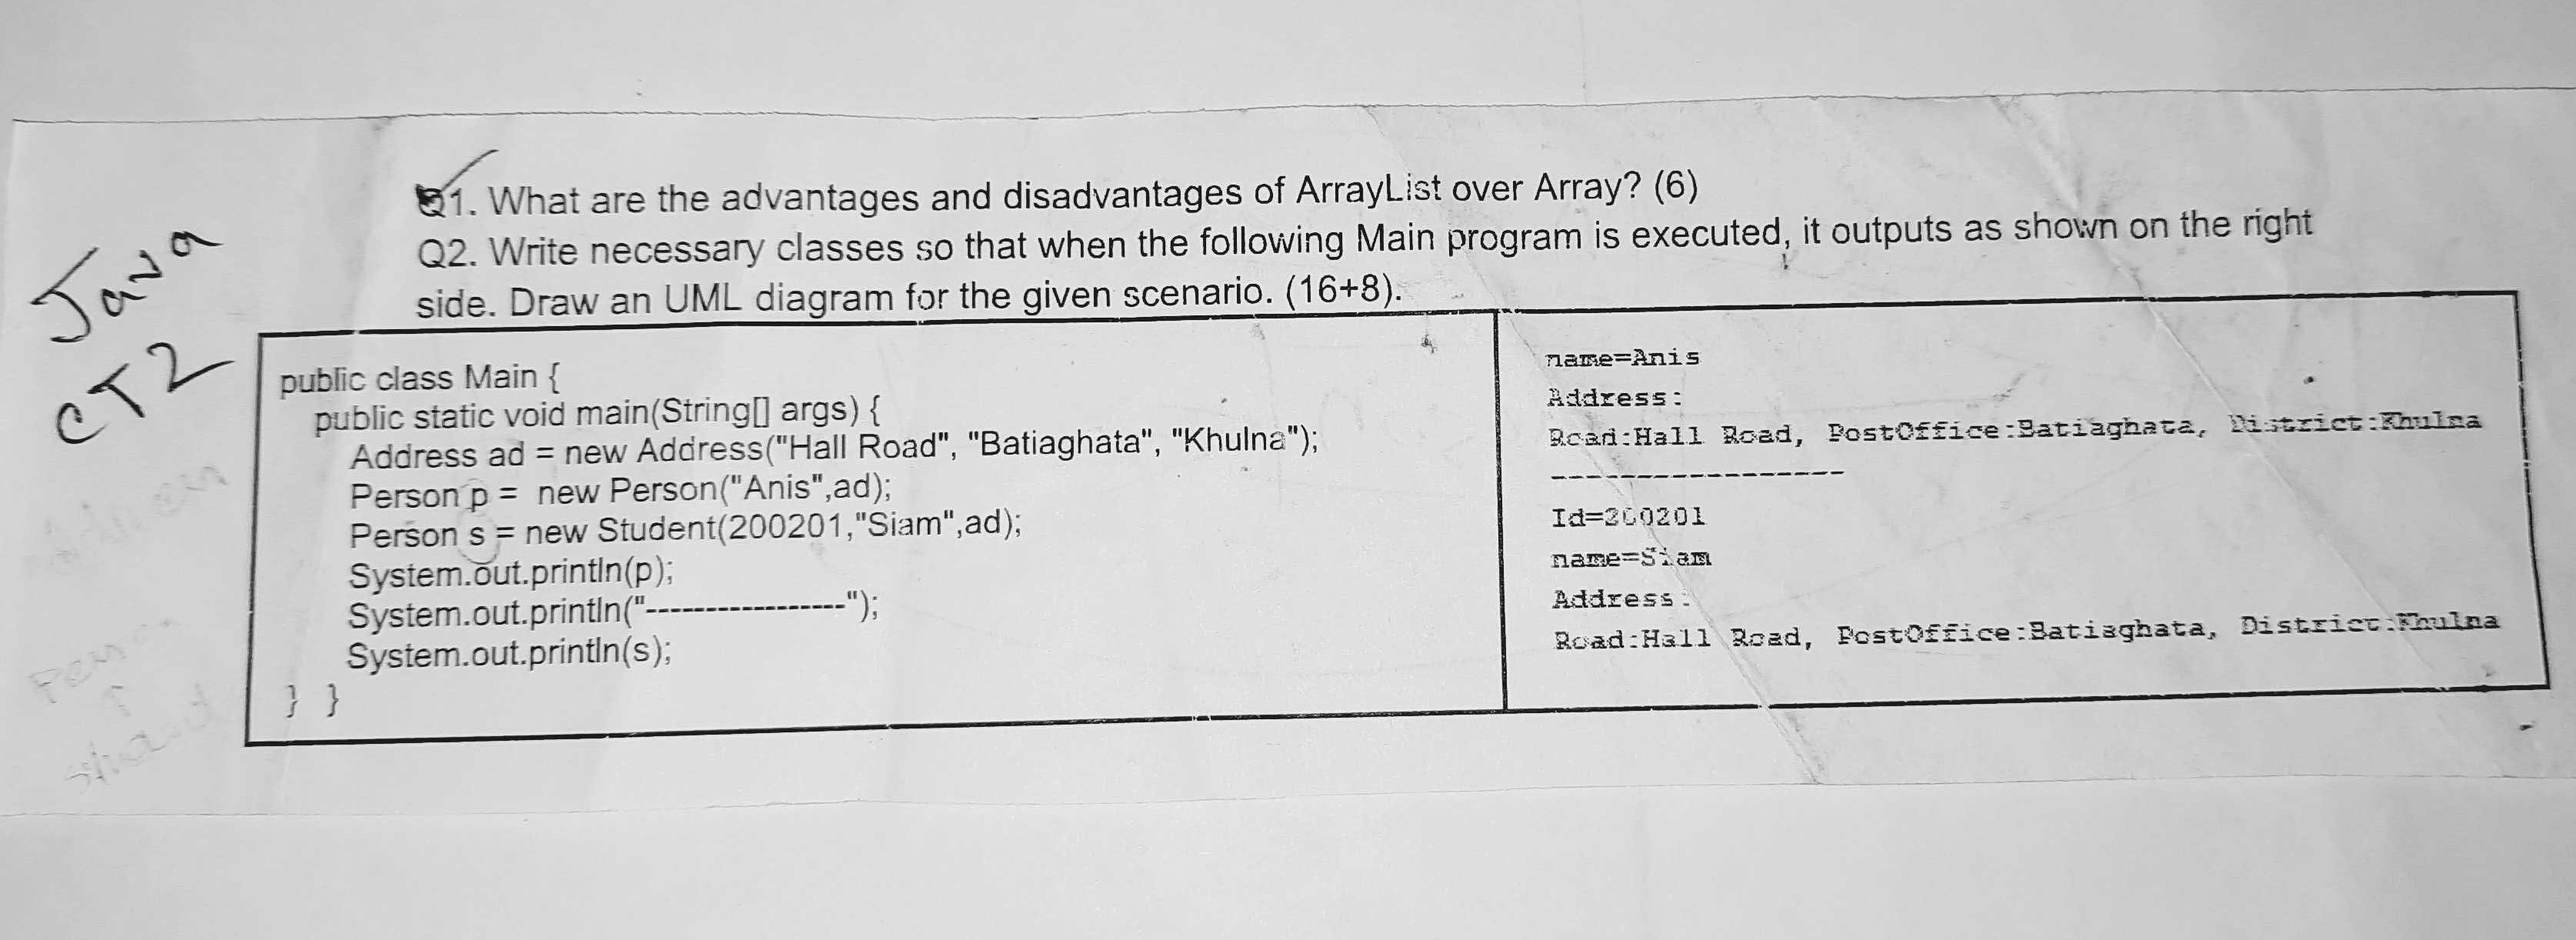 Java
CT2
Q1. What are the advantages and disadvantages of ArrayList over Array? (6)
Q2. Write necessary classes so that when the following Main program is executed, it outputs as shown on the right
side. Draw an UML diagram for the given scenario. (16+8).
public class Main {
public static void main(String[] args) {
Address ad = new Address("Hall Road", "Batiaghata", "Khulna");
Person p = new Person("Anis",ad);
Person s = new Student(200201,"Siam",ad);
System.out.println(p);
System.out.println("-----------------");
System.out.println(s);
} }
name=Anis
Address:
Road:Hall Road, PostOffice:Batiaghata, District:Khulna
-----------------
Id=200201
name=Siam
Address:
Road:Hall Road, PostOffice:Batiaghata, District:Khulna